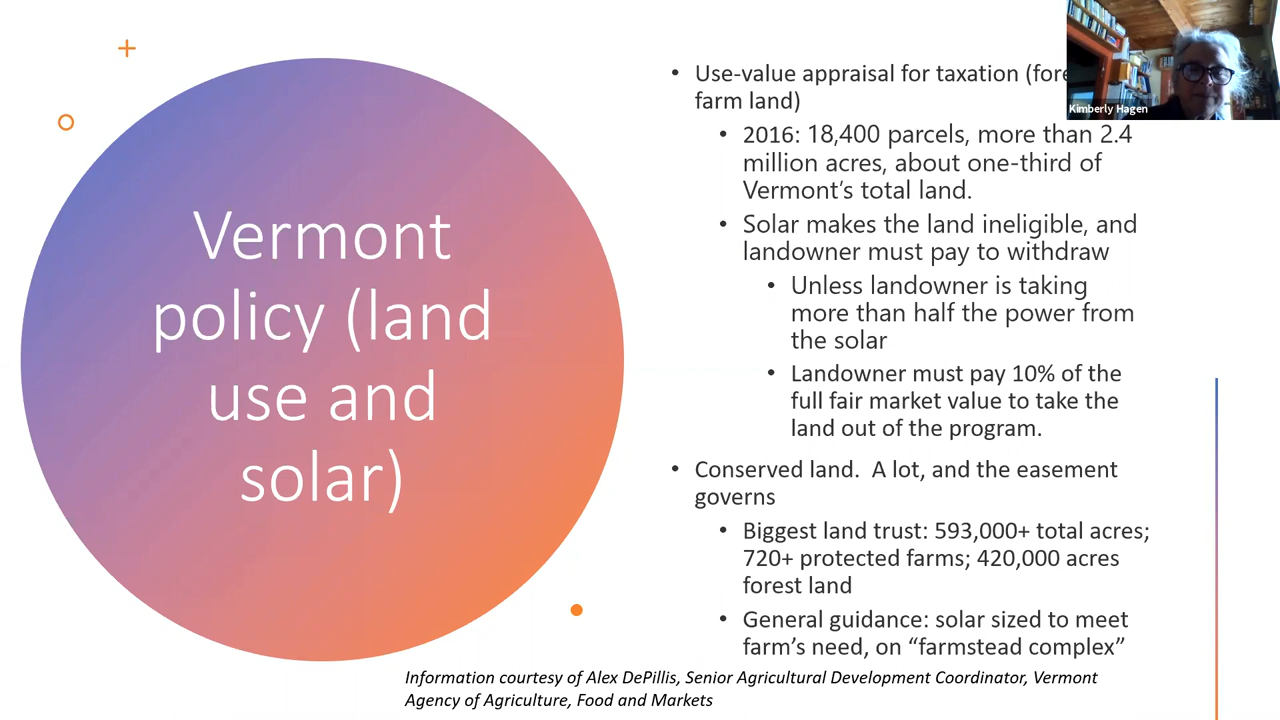 Vermont
policy (land
use and
solar)
Use-value appraisal for taxation
farm land)
2016: 18,400 parcels, more than 2.4
million acres, about one-third of
Vermont's total land.
Solar makes the land ineligible, and
landowner must pay to withdraw
Unless landowner is taking
more than half the power from
the solar
Landowner must pay 10% of the
full fair market value to take the
land out of the program.
Conserved land.  A lot, and the easement
governs
Biggest land trust: 593,000+ total acres;
720+ protected farms; 420,000 acres
forest land
General guidance: solar sized to meet
farm's need, on “farmstead complex”
Information courtesy of Alex DePillis, Senior Agricultural Development Coordinator, Vermont
Agency of Agriculture, Food and Markets
Kimberly Hagen